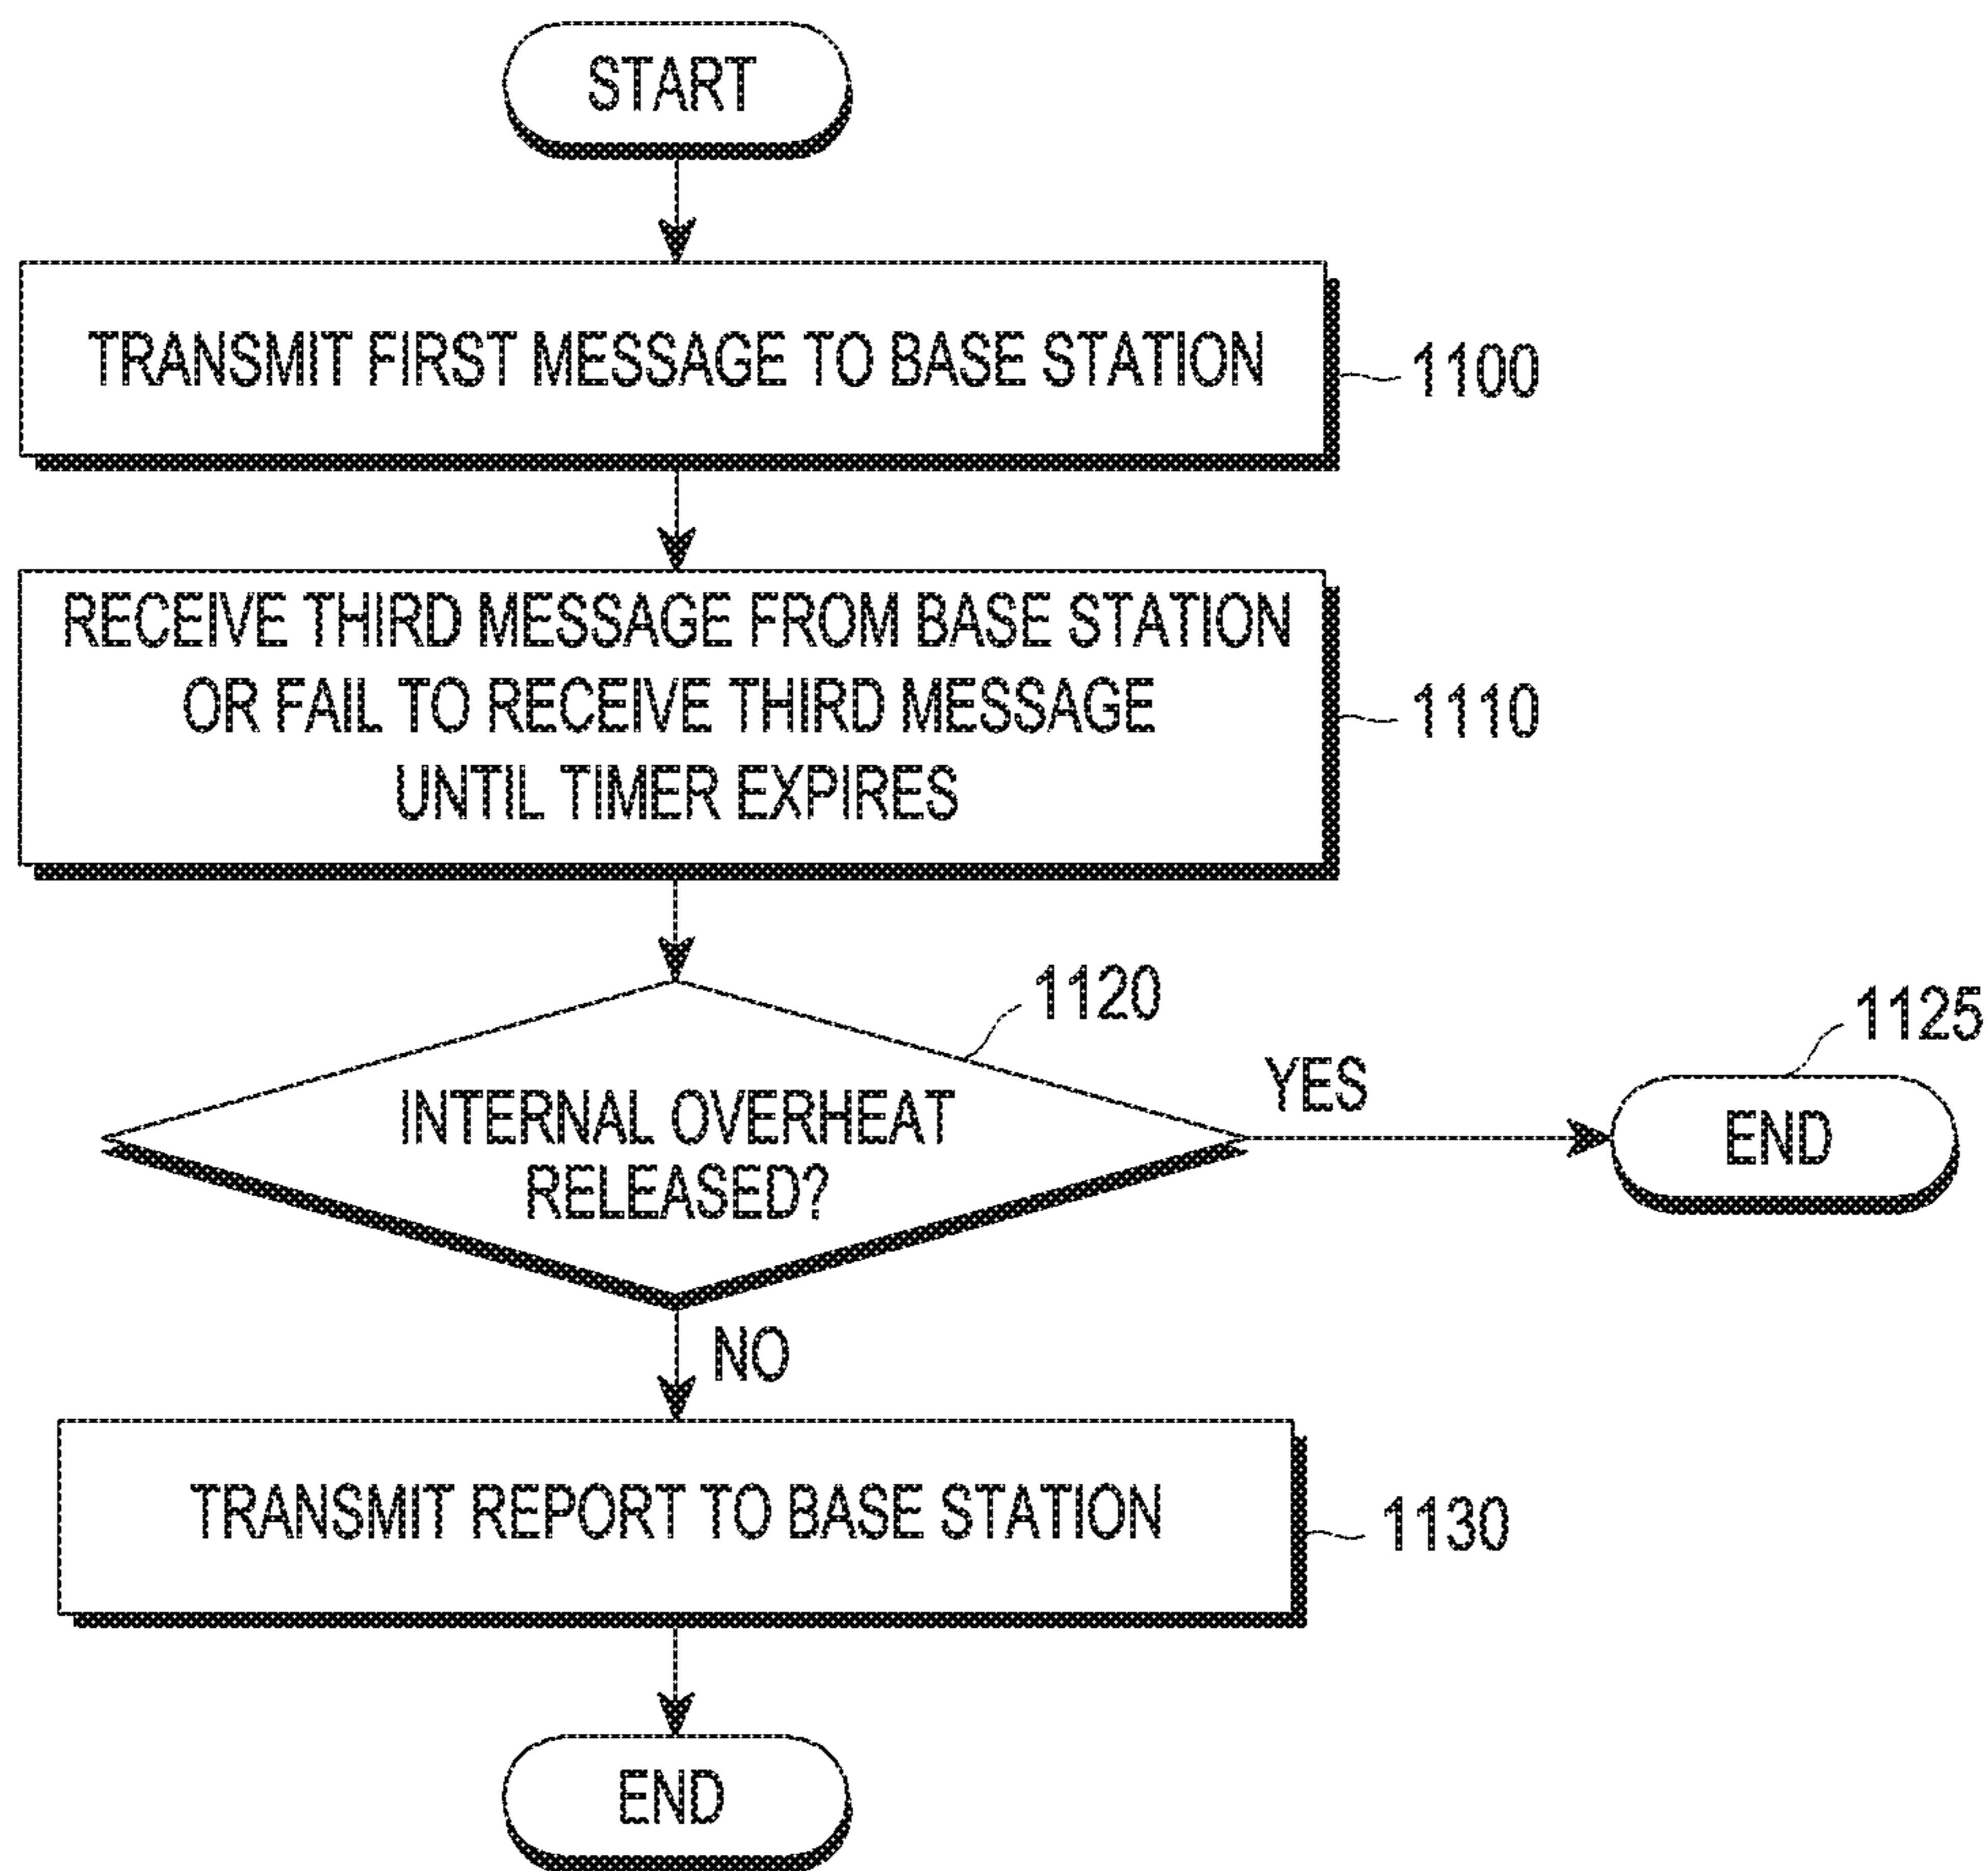 START
TRANSMIT FIRST MESSAGE TO BASE STATION
1100
RECEIVE THIRD MESSAGE FROM BASE STATION
OR FAIL TO RECEIVE THIRD MESSAGE
UNTIL TIMER EXPIRES
1110
1120
INTERNAL OVERHEAT
RELEASED?
YES
1125
END
NO
TRANSMIT REPORT TO BASE STATION
1130
END